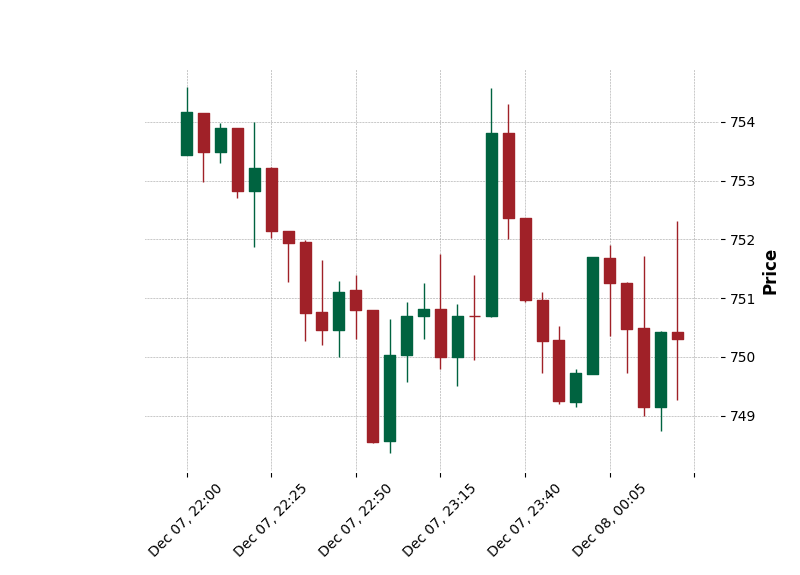 754
753
752
751
750
749
Price
Dec 07, 22:00
Dec 07, 22:25
Dec 07, 22:50
Dec 07, 23:15
Dec 07, 23:40
Dec 08, 00:05